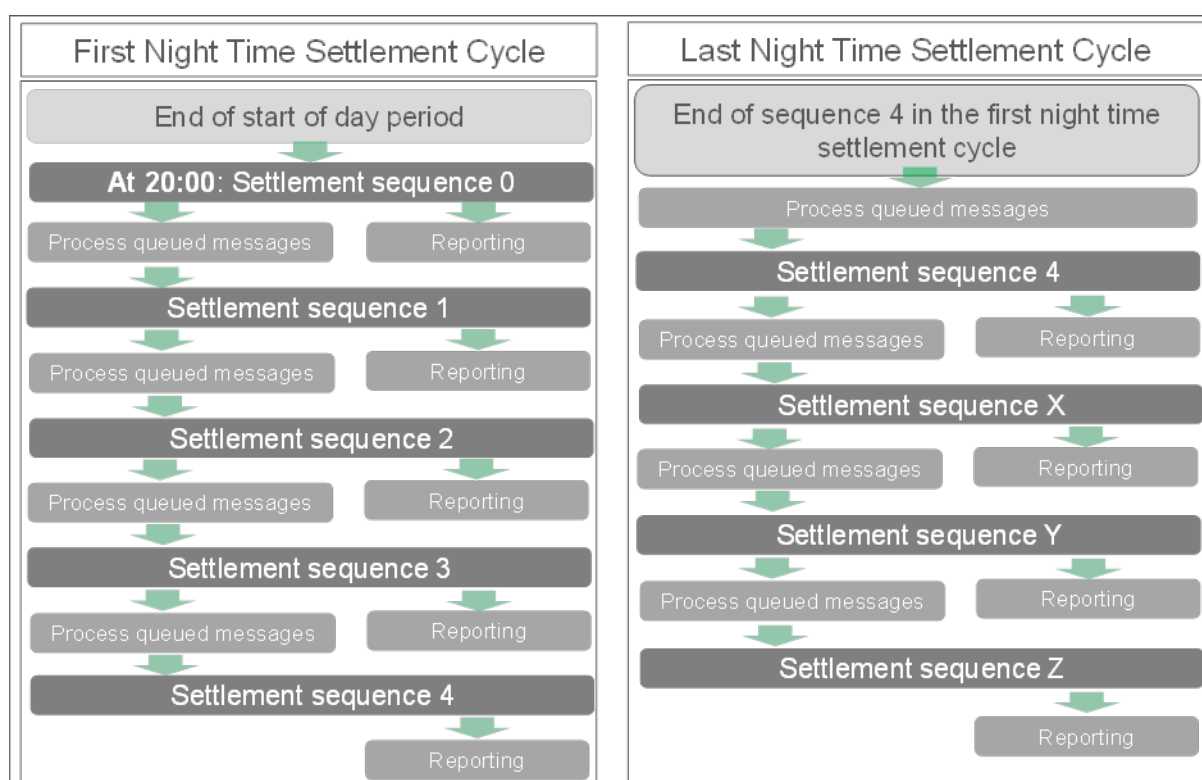 First Night Time Settlement Cycle
End of start of day period
At 20:00: Settlement sequence 0
Process queued messages
Reporting
Settlement sequence 1
Process queued messages
Reporting
Settlement sequence 2
Process queued messages
Reporting
Settlement sequence 3
Process queued messages
Reporting
Settlement sequence 4
Reporting
Last Night Time Settlement Cycle
End of sequence 4 in the first night time
settlement cycle
Process queued messages
Settlement sequence 4
Process queued messages
Reporting
Settlement sequence X
Process queued messages
Reporting
Settlement sequence Y
Process queued messages
Reporting
Settlement sequence Z
Reporting